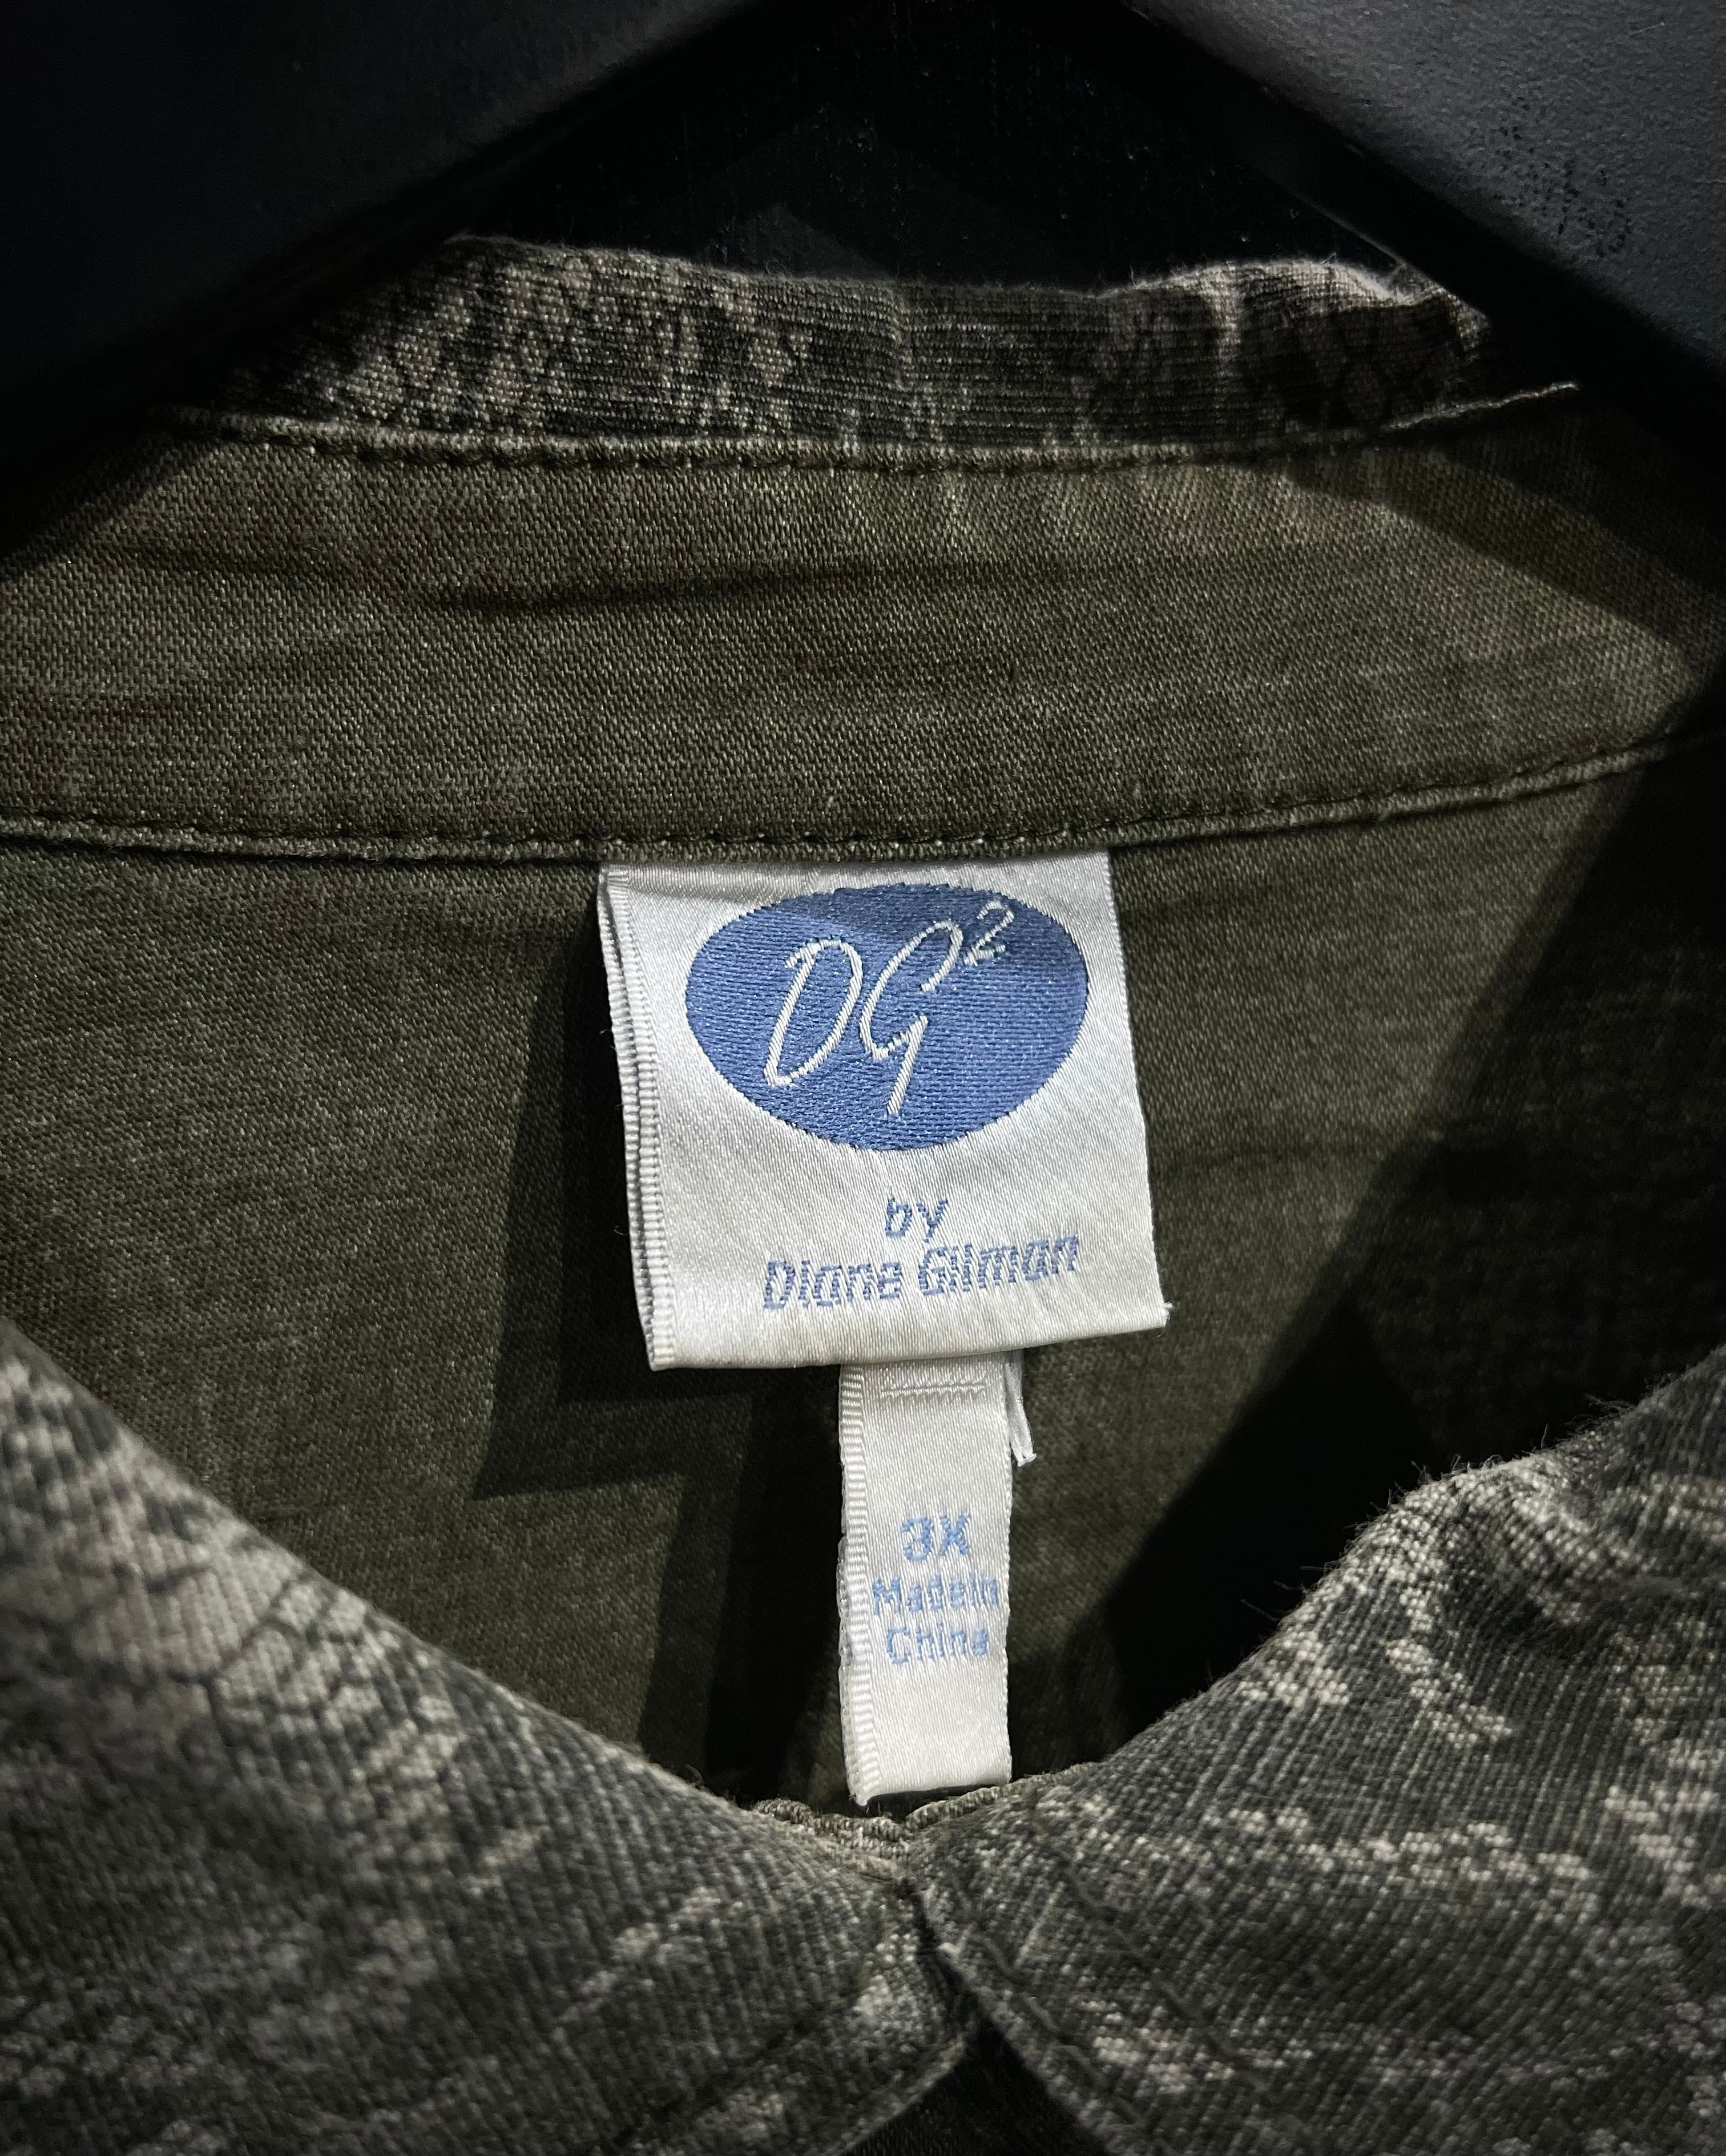 DG²
by
Diane Gilman
3X
Made in
China